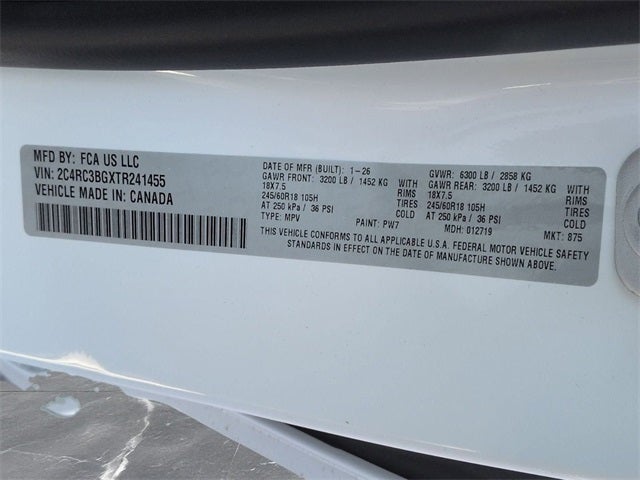 MFD BY: FCA US LLC
VIN: 2C4RC3BGXTR241455
VEHICLE MADE IN: CANADA
DATE OF MFR (BUILT): 1-26
GAWR FRONT: 3200 LB / 1452 KG WITH
18X7.5 RIMS
245/60R18 105H TIRES
AT 250 kPa / 36 PSI COLD
TYPE: MPV PAINT: PW7
GVWR: 6300 LB / 2858 KG
GAWR REAR: 3200 LB / 1452 KG WITH
18X7.5 RIMS
245/60R18 105H TIRES
AT 250 kPa / 36 PSI COLD
MDH: 012719 MKT: 875
THIS VEHICLE CONFORMS TO ALL APPLICABLE U.S.A. FEDERAL MOTOR VEHICLE SAFETY
STANDARDS IN EFFECT ON THE DATE OF MANUFACTURE SHOWN ABOVE.